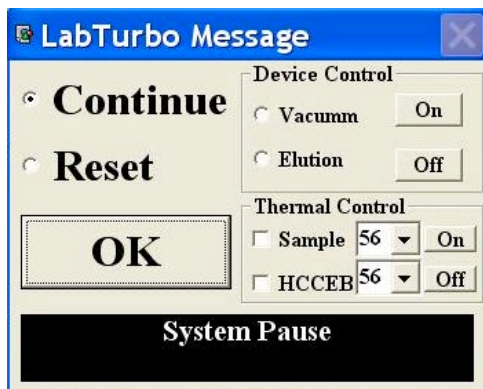 LabTurbo Message
Continue
Reset
OK
Device Control
Vacumm On
Elution Off
Thermal Control
Sample 56 On
HCCEB 56 Off
System Pause